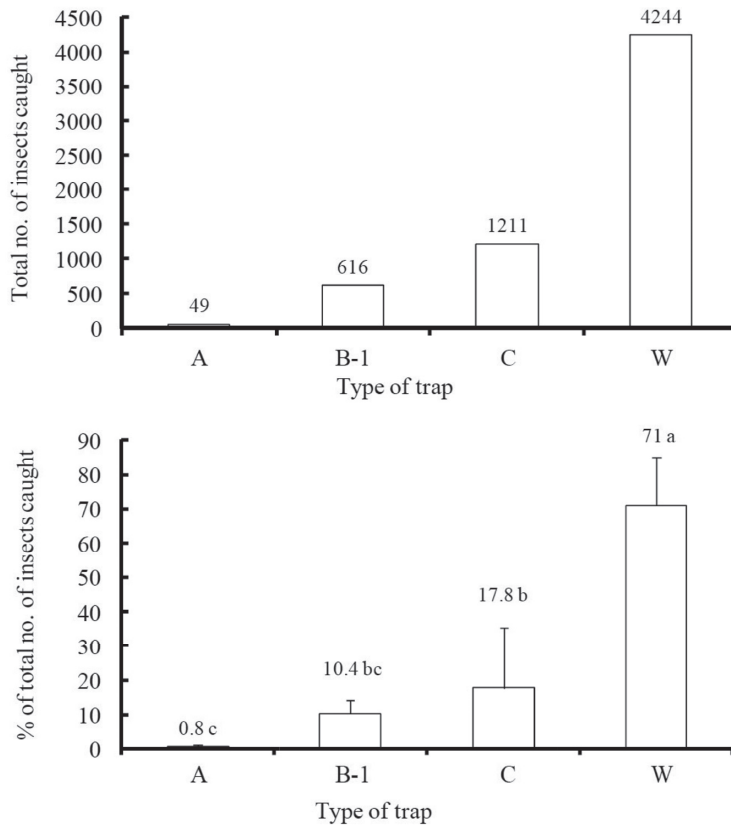 Total no. of insects caught
4500
4000
3500
3000
2500
2000
1500
1000
500
0
49
616
1211
4244
A B-1 C W
Type of trap
% of total no. of insects caught
90
80
70
60
50
40
30
20
10
0
0.8 c
10.4 bc
17.8 b
71 a
A B-1 C W
Type of trap